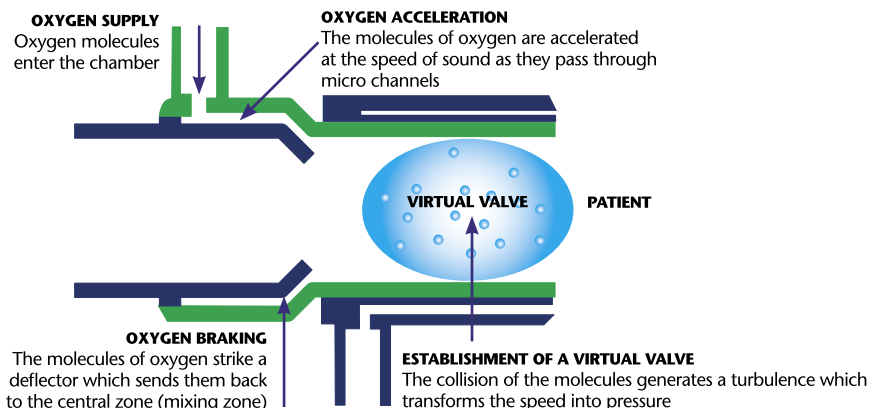 OXYGEN SUPPLY
Oxygen molecules
enter the chamber
OXYGEN ACCELERATION
The molecules of oxygen are accelerated
at the speed of sound as they pass through
micro channels
VIRTUAL VALVE
PATIENT
OXYGEN BRAKING
The molecules of oxygen strike a
deflector which sends them back
to the central zone (mixing zone)
ESTABLISHMENT OF A VIRTUAL VALVE
The collision of the molecules generates a turbulence which
transforms the speed into pressure